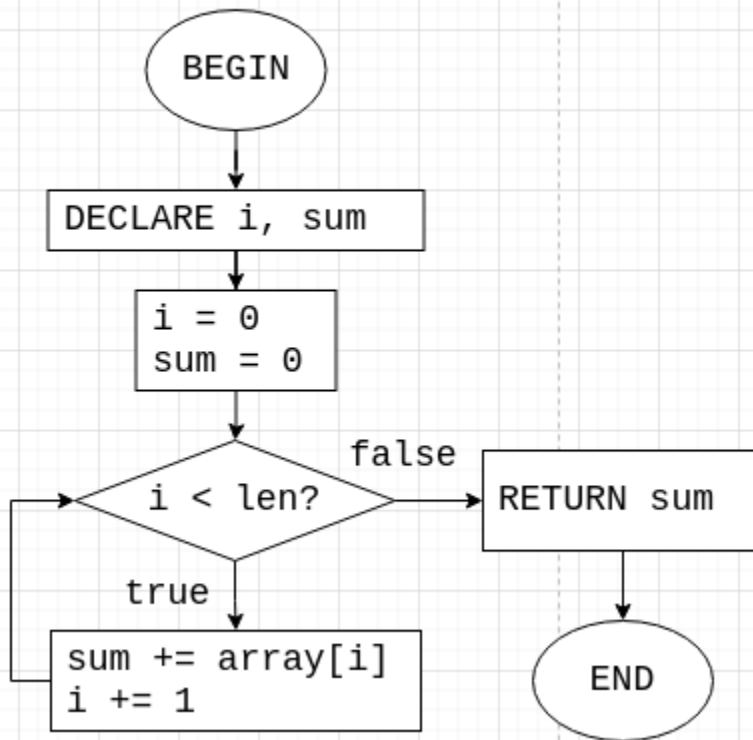 BEGIN
DECLARE i, sum
i = 0
sum = 0
i < len?
false
RETURN sum
true
sum += array[i]
i += 1
END